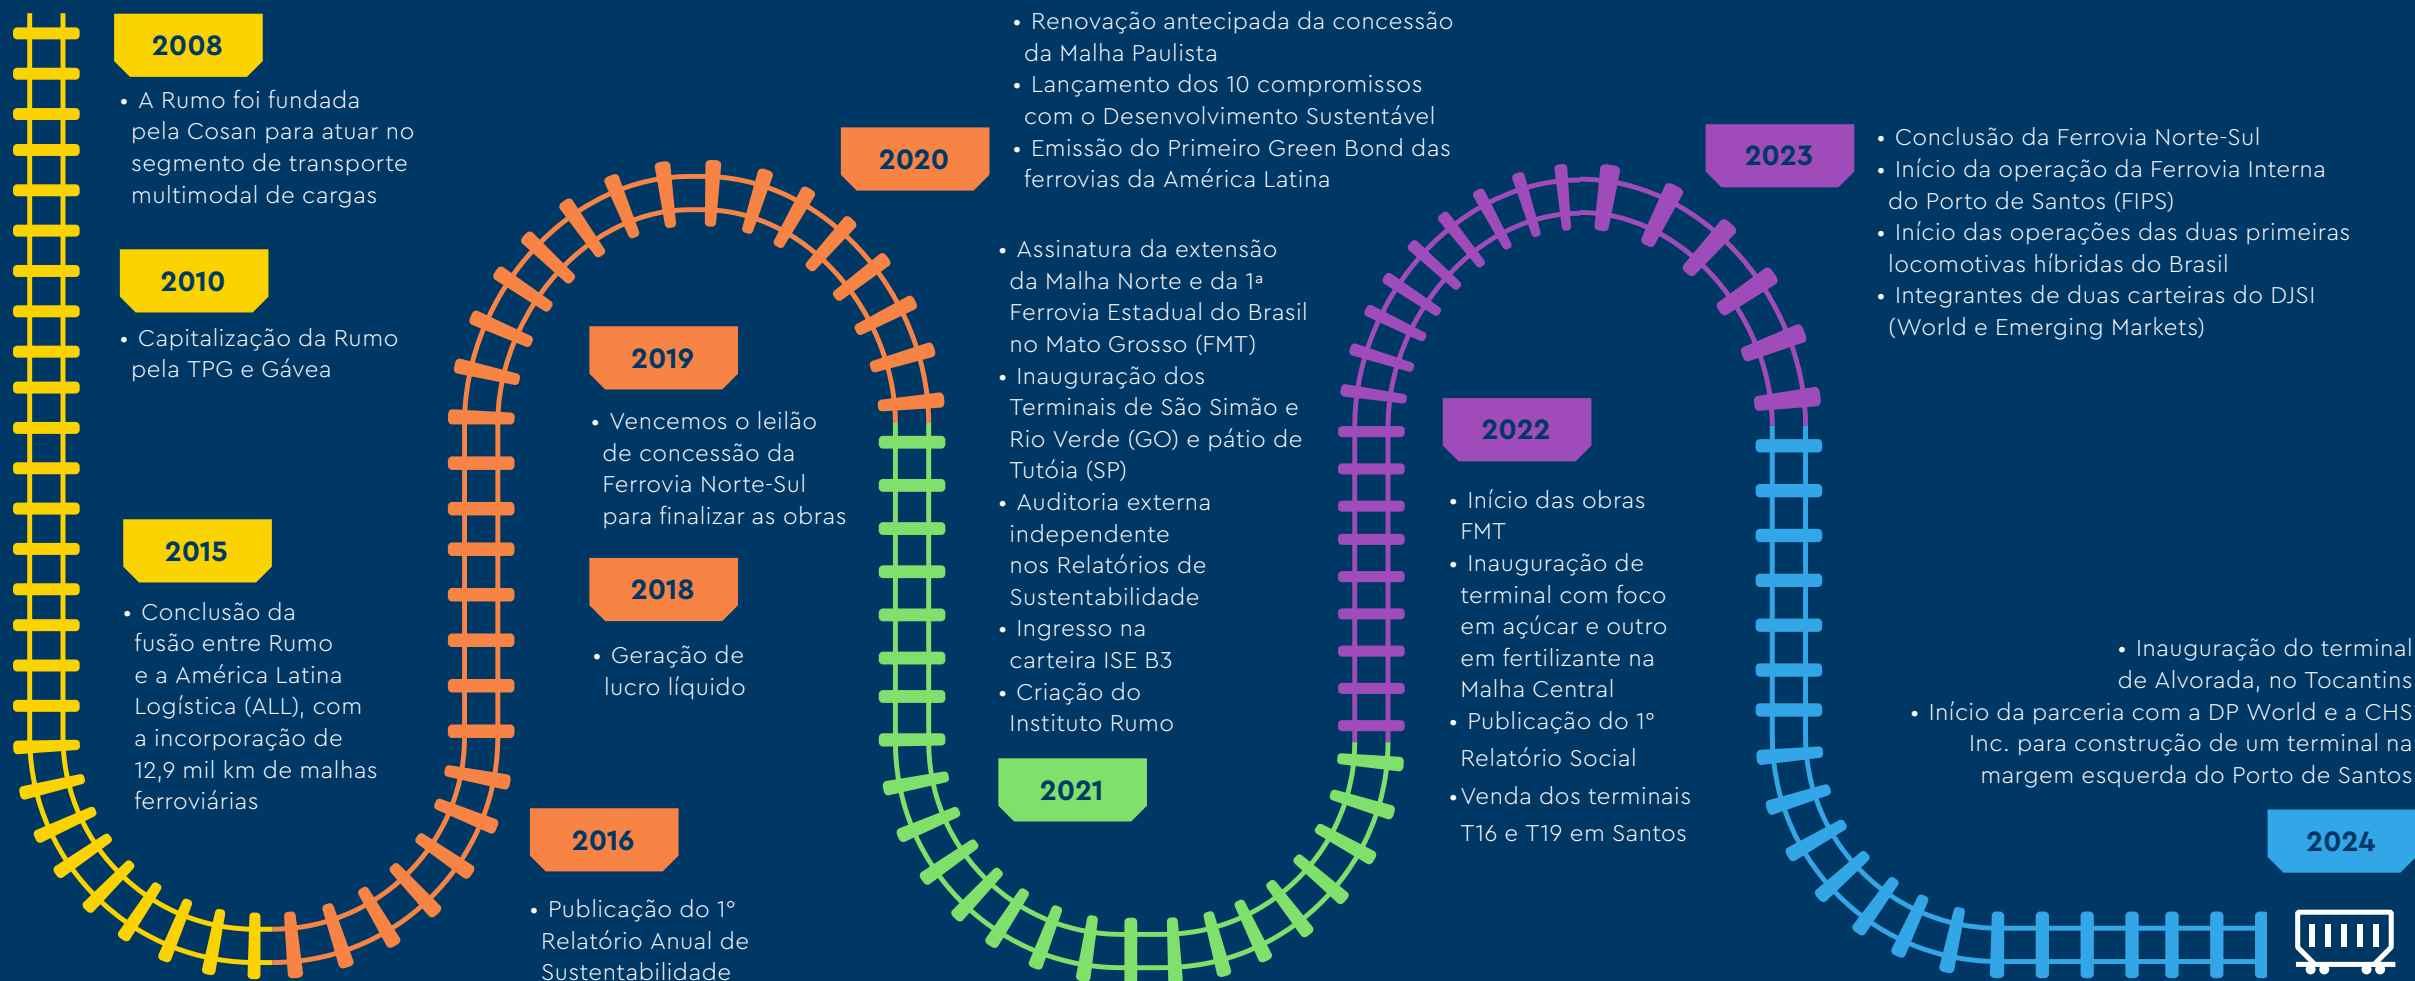 2008
• A Rumo foi fundada
pela Cosan para atuar no
segmento de transporte
multimodal de cargas
2010
• Capitalização da Rumo
pela TPG e Gávea
2015
• Conclusão da
fusão entre Rumo
e a América Latina
Logística (ALL), com
a incorporação de
12,9 mil km de malhas
ferroviárias
2016
• Publicação do 1º
Relatório Anual de
Sustentabilidade
2018
• Geração de
lucro líquido
2019
• Vencemos o leilão
de concessão da
Ferrovia Norte-Sul
para finalizar as obras
2020
• Renovação antecipada da concessão
da Malha Paulista
• Lançamento dos 10 compromissos
com o Desenvolvimento Sustentável
• Emissão do Primeiro Green Bond das
ferrovias da América Latina
• Assinatura da extensão
da Malha Norte e da 1ª
Ferrovia Estadual do Brasil
no Mato Grosso (FMT)
• Inauguração dos
Terminais de São Simão e
Rio Verde (GO) e pátio de
Tutóia (SP)
• Auditoria externa
independente
nos Relatórios de
Sustentabilidade
• Ingresso na
carteira ISE B3
• Criação do
Instituto Rumo
2021
2022
• Início das obras
FMT
• Inauguração de
terminal com foco
em açúcar e outro
em fertilizante na
Malha Central
• Publicação do 1º
Relatório Social
• Venda dos terminais
T16 e T19 em Santos
2023
• Conclusão da Ferrovia Norte-Sul
• Início da operação da Ferrovia Interna
do Porto de Santos (FIPS)
• Início das operações das duas primeiras
locomotivas híbridas do Brasil
• Integrantes de duas carteiras do DJSI
(World e Emerging Markets)
• Inauguração do terminal
de Alvorada, no Tocantins
• Início da parceria com a DP World e a CHS
Inc. para construção de um terminal na
margem esquerda do Porto de Santos
2024